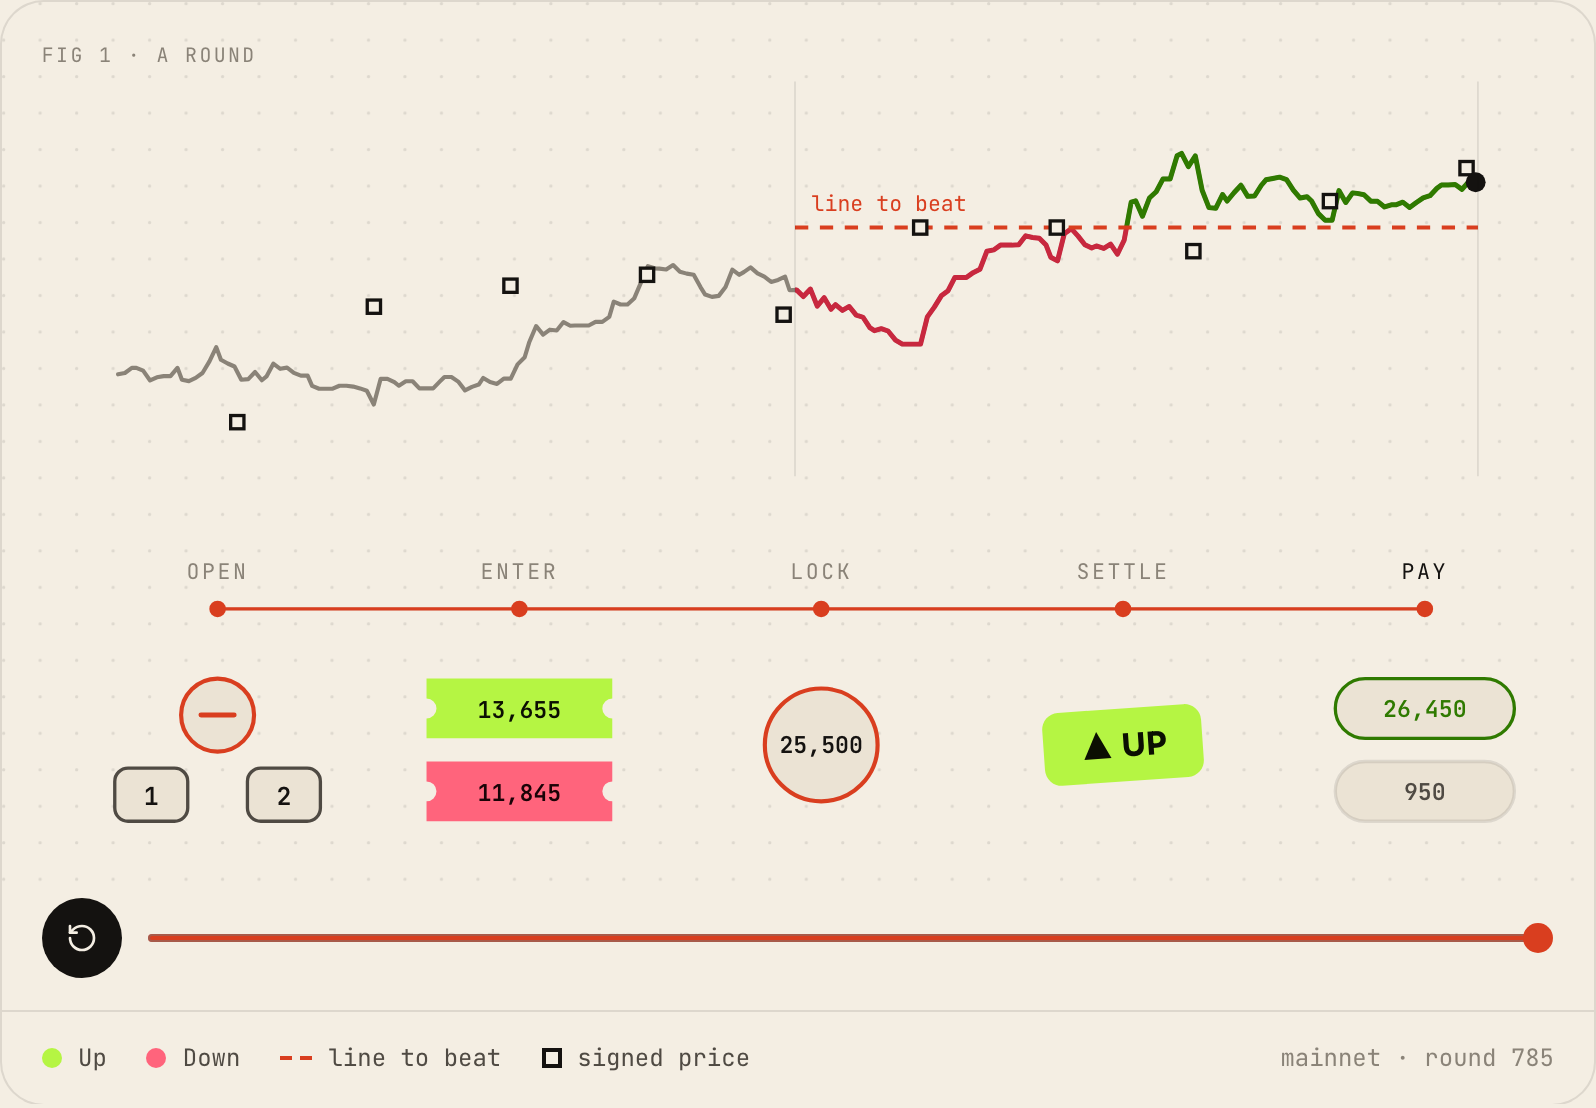 FIG 1 · A ROUND
line to beat
OPEN ENTER LOCK SETTLE PAY
13,655 26,450
25,500 ▲ UP
1 2 11,845 950
Up Down line to beat signed price mainnet · round 785